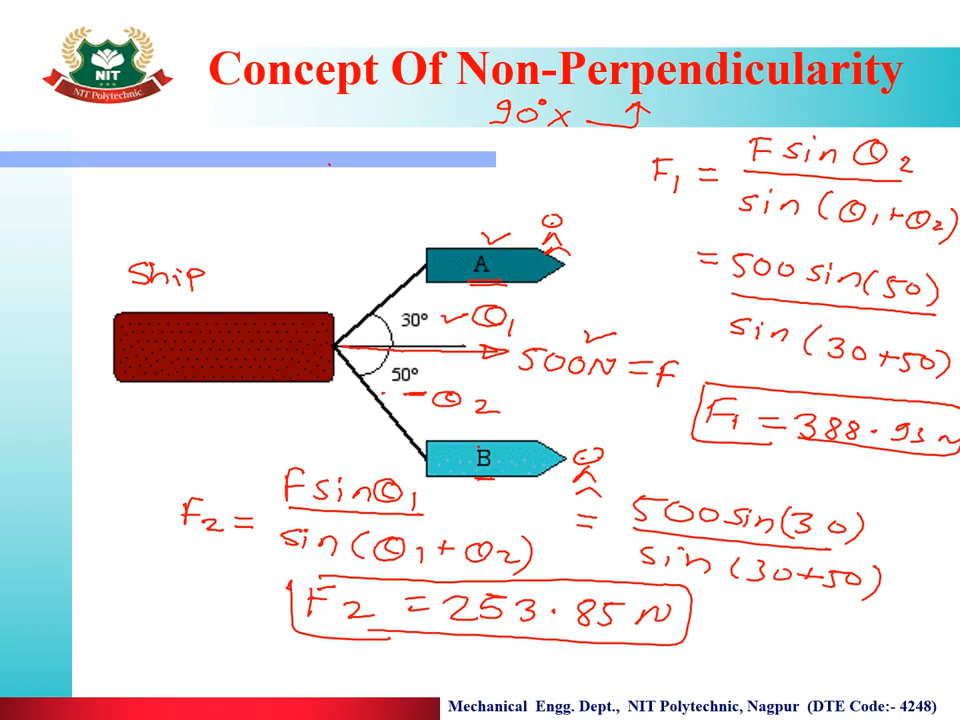 NIT
NIT Polytechnic
Concept Of Non-Perpendicularity
90° x
F1 = F sin θ2 / sin (θ1+θ2)
= 500 sin(50) / sin (30+50)
F1 = 388.93 N
Ship
A
30° θ1
500N = F
50° θ2
B
F2 = F sinθ1 / sin (θ1+θ2) = 500 sin(30) / sin (30+50)
F2 = 253.85 N
Mechanical Engg. Dept., NIT Polytechnic, Nagpur (DTE Code:- 4248)